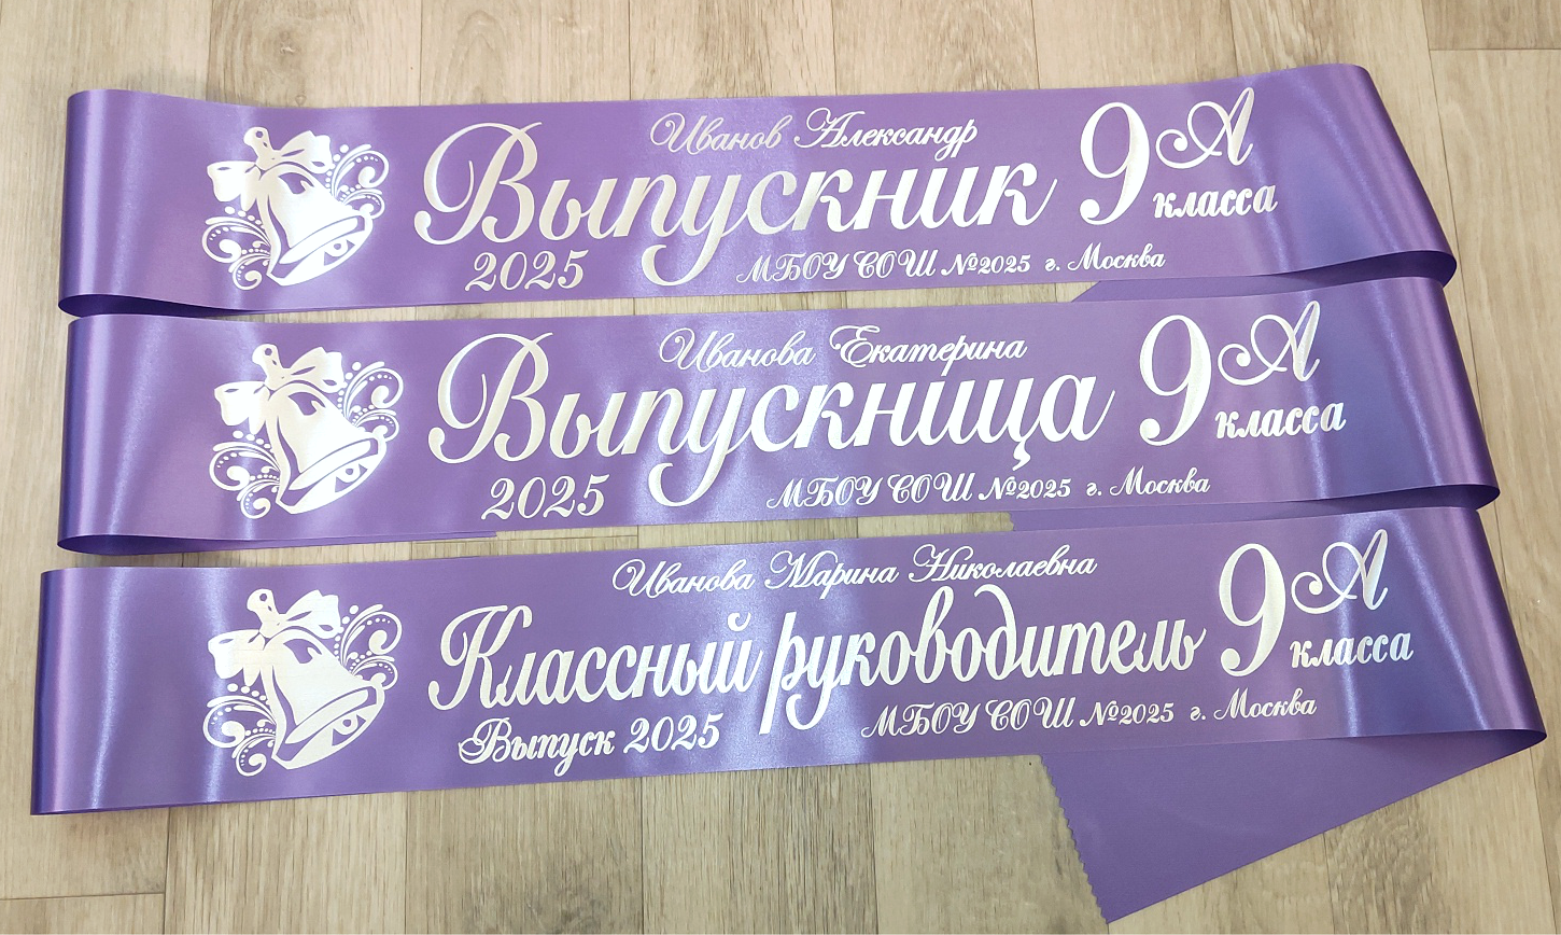 Иванов Александр
Выпускник 9 А класса
2025 МБОУ СОШ №2025 г. Москва
Иванова Екатерина
Выпускница 9 А класса
2025 МБОУ СОШ №2025 г. Москва
Иванова Марина Николаевна
Классный руководитель 9 А класса
Выпуск 2025 МБОУ СОШ №2025 г. Москва